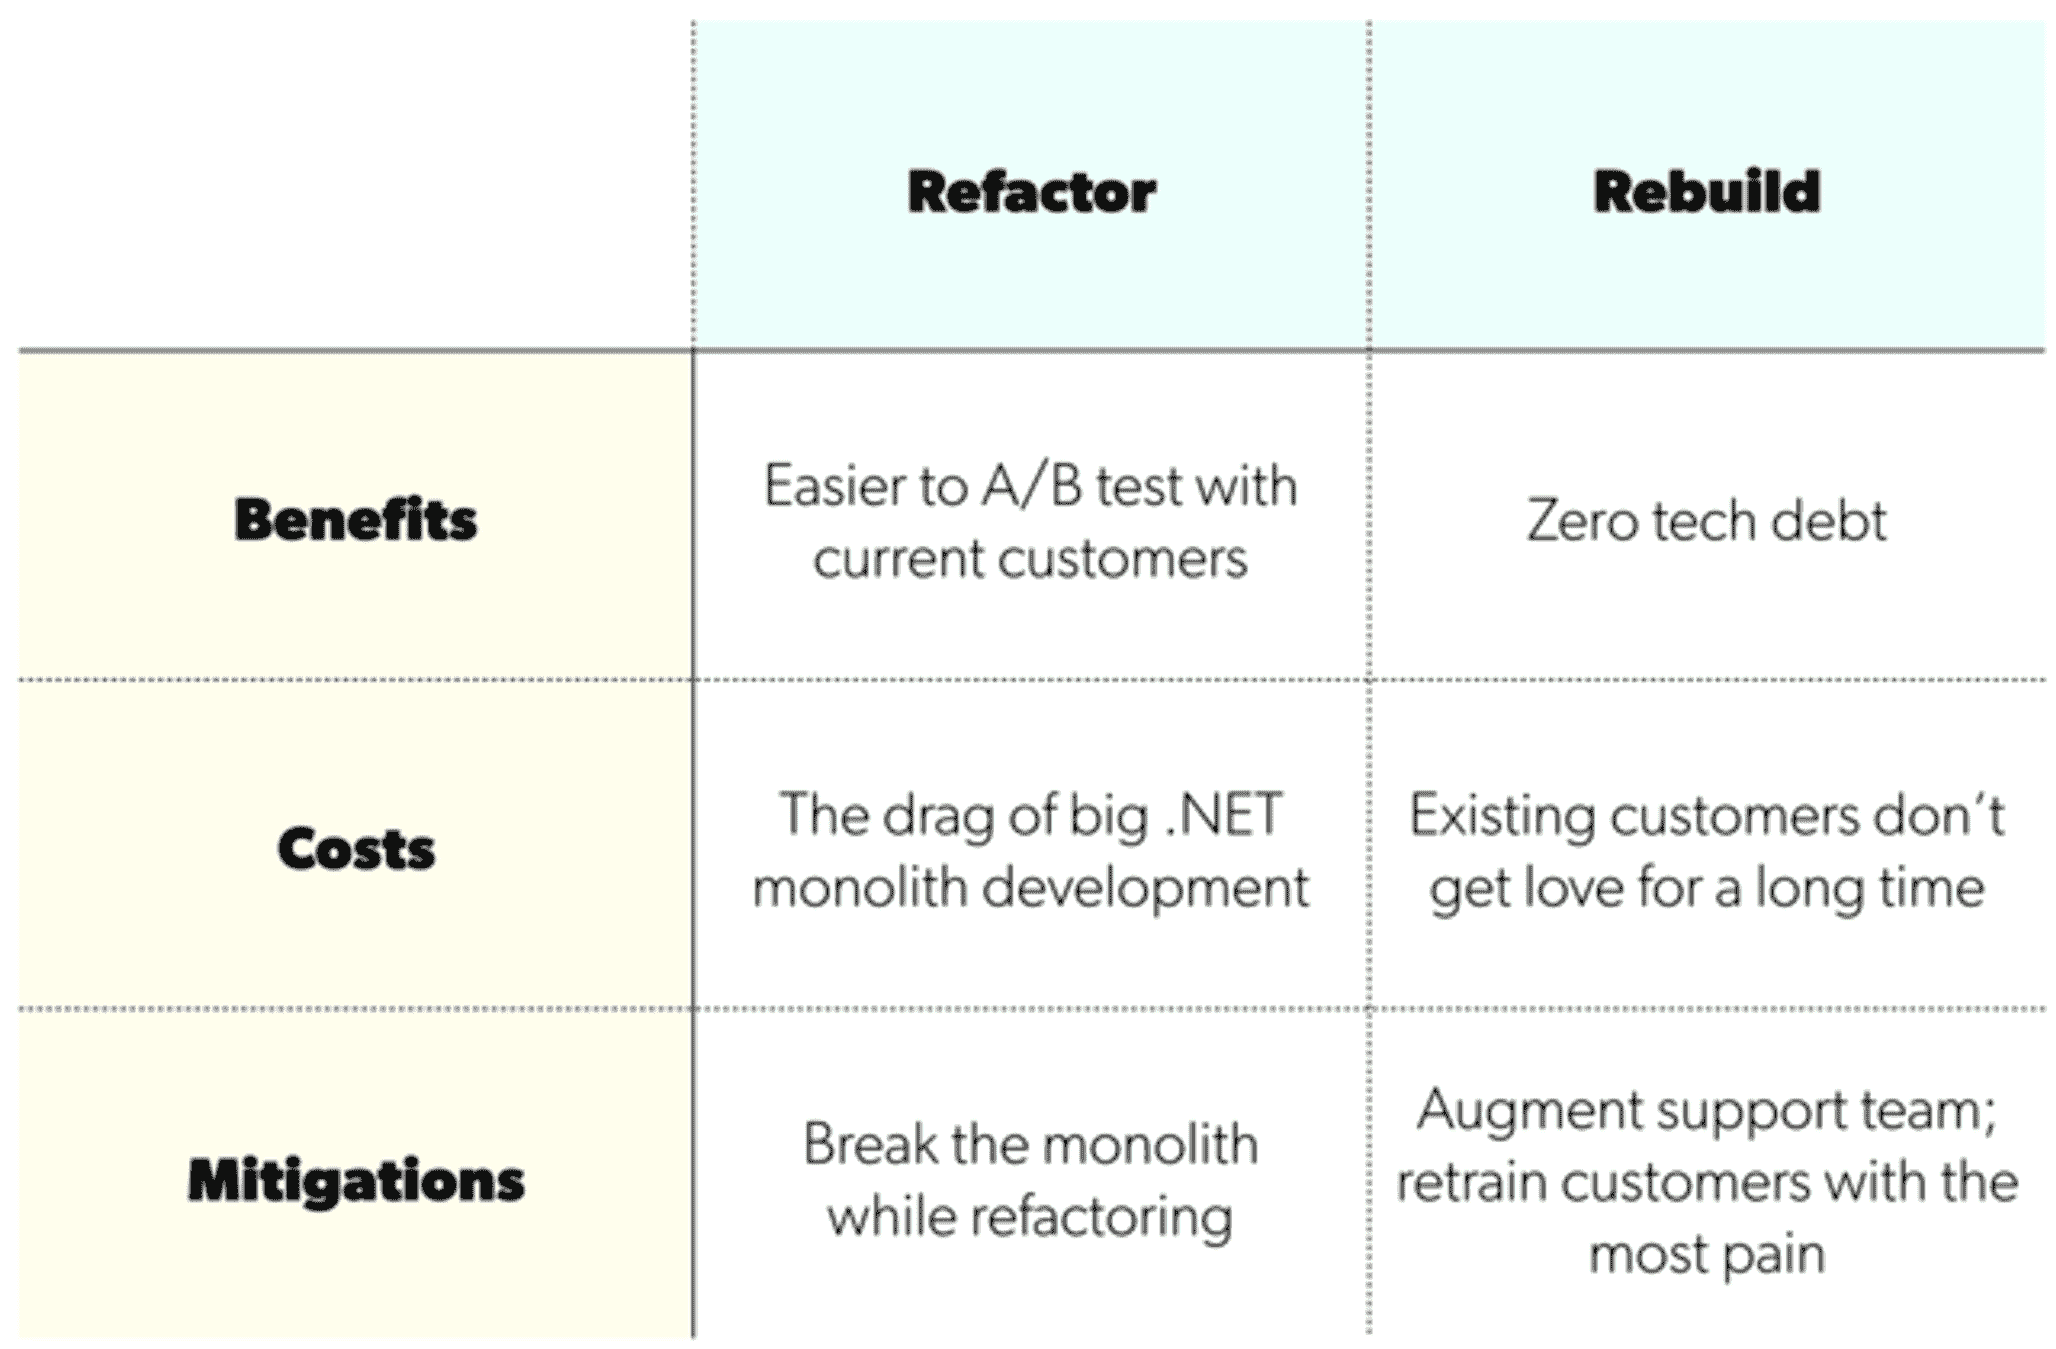 Refactor
Rebuild
Benefits
Easier to A/B test with
current customers
Zero tech debt
Costs
The drag of big .NET
monolith development
Existing customers don't
get love for a long time
Mitigations
Break the monolith
while refactoring
Augment support team;
retrain customers with the
most pain